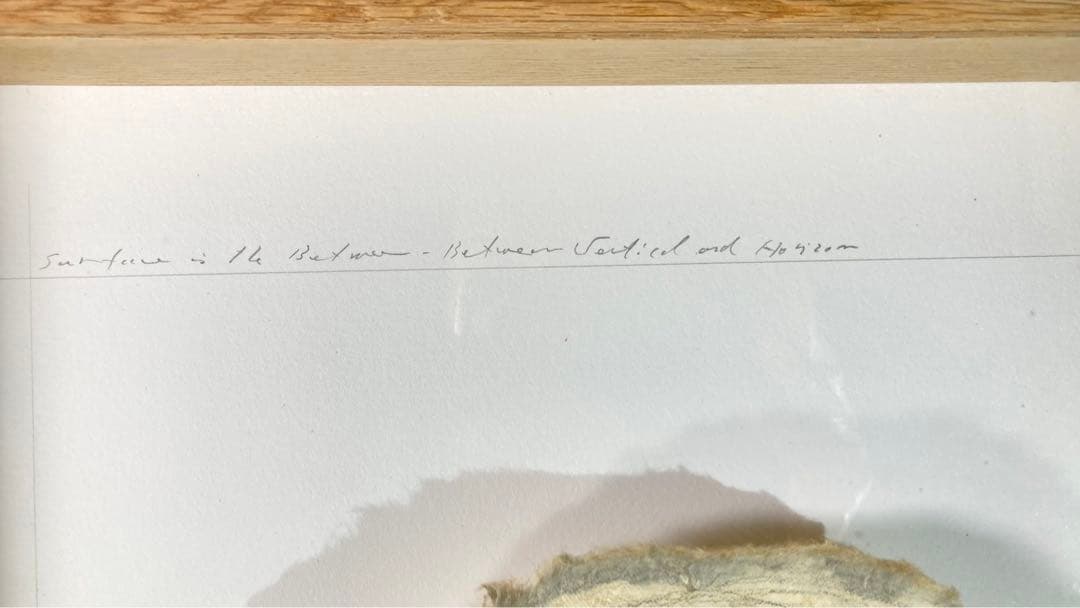 Surface is the Between - Between Vertical and Horizon